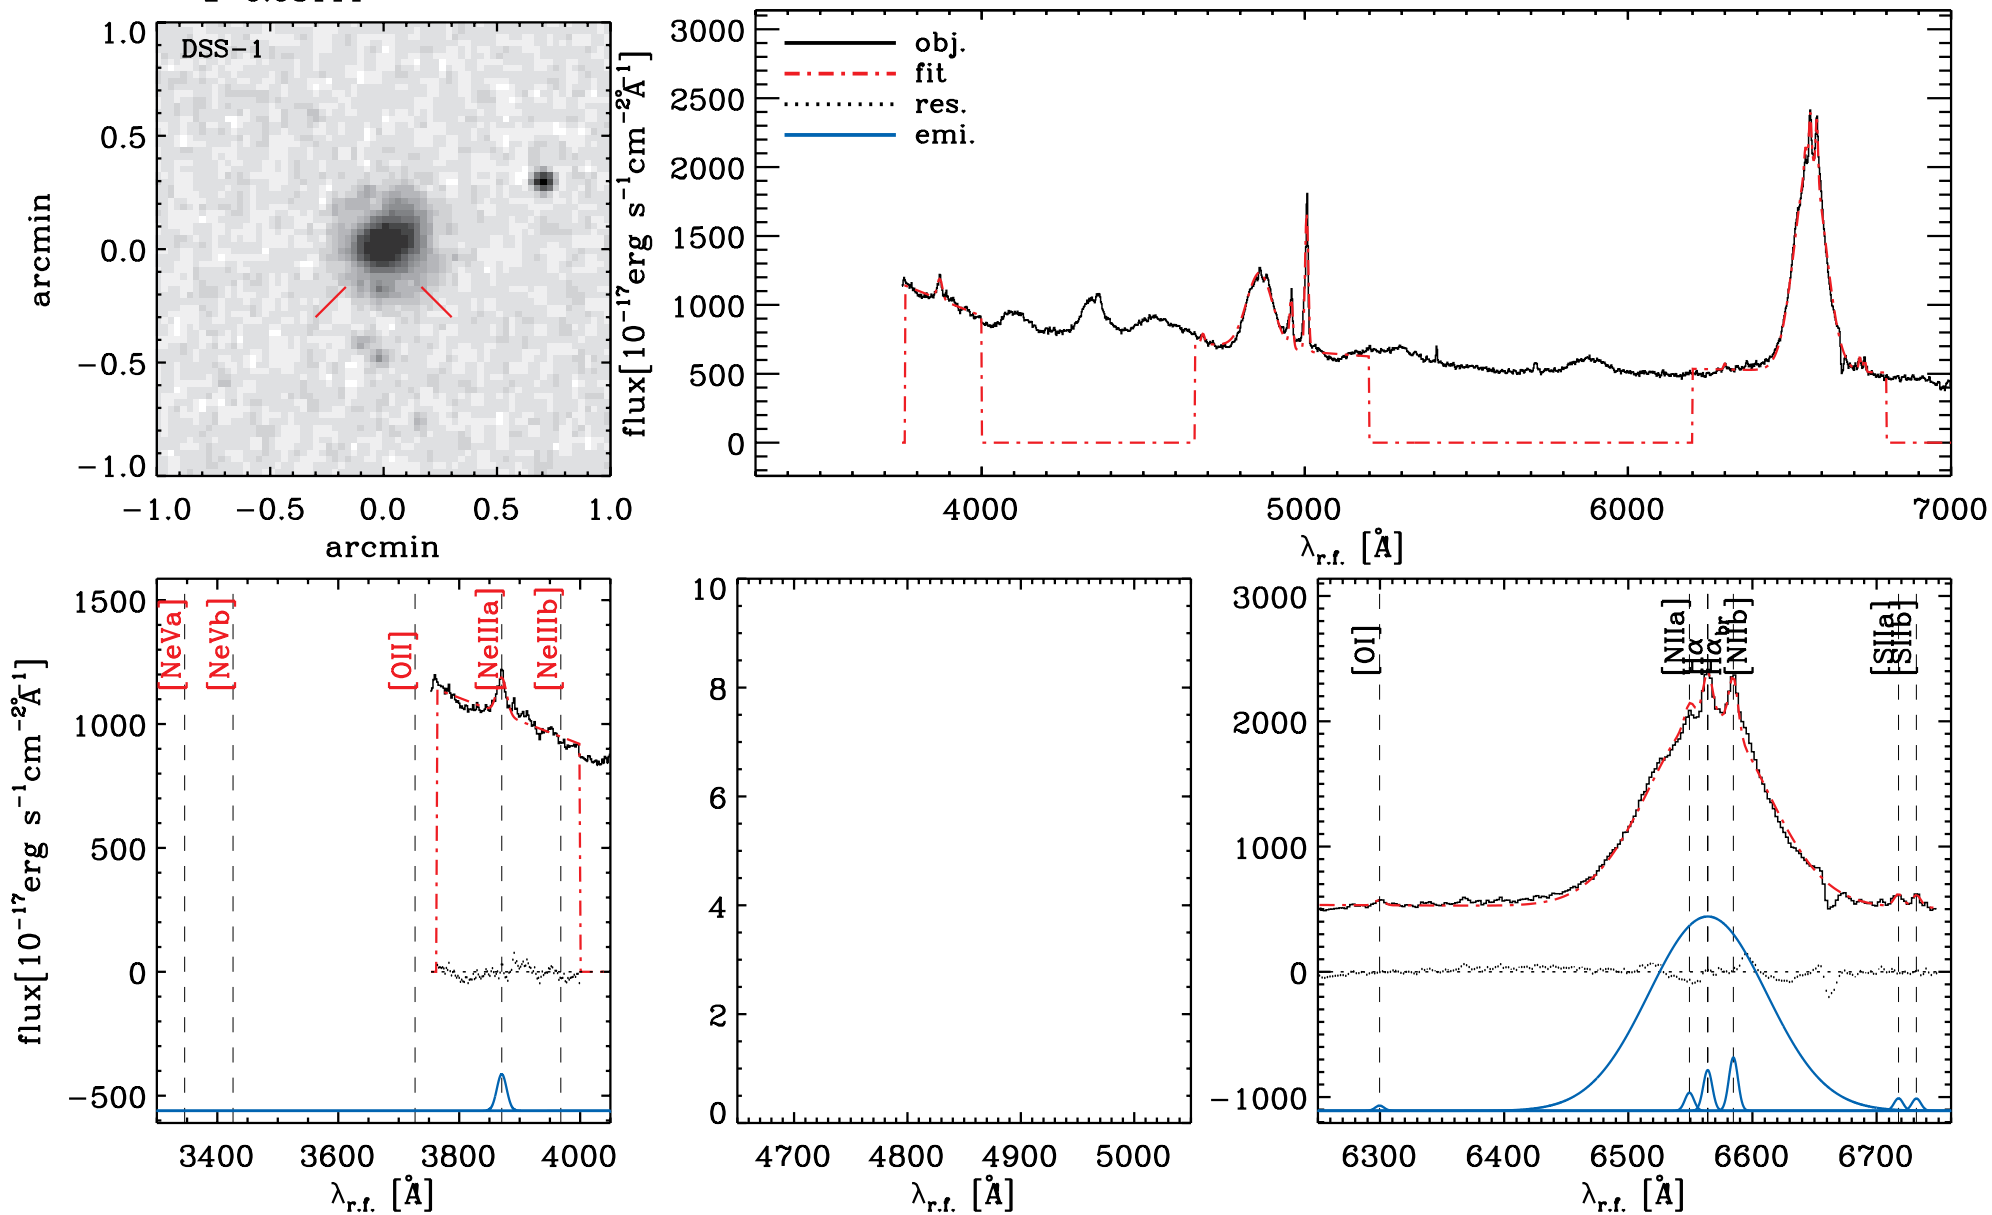 DSS-1
1.0
0.5
0.0
-0.5
-1.0
arcmin
-1.0 -0.5 0.0 0.5 1.0
arcmin
flux[10⁻¹⁷erg s⁻¹cm⁻²Å⁻¹]
3000
2500
2000
1500
1000
500
0
obj.
fit
res.
emi.
4000 5000 6000 7000
λr.f. [Å]
flux[10⁻¹⁷erg s⁻¹cm⁻²Å⁻¹]
1500
1000
500
0
-500
[NeVa]
[NeVb]
[OII]
[NeIIIa]
[NeIIIb]
3400 3600 3800 4000
λr.f. [Å]
10
8
6
4
2
0
4700 4800 4900 5000
λr.f. [Å]
3000
2000
1000
0
-1000
[OI]
[NIIa]
Hα
Hαbr
[NIIb]
[SIIa]
[SIIb]
6300 6400 6500 6600 6700
λr.f. [Å]